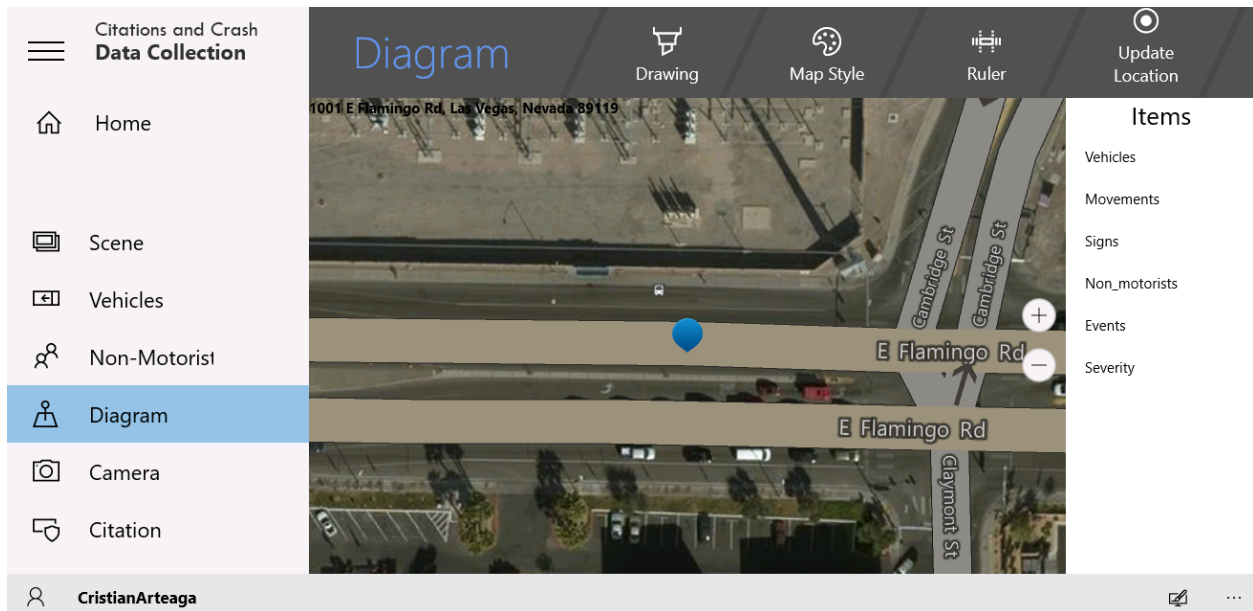 Citations and Crash
Data Collection
Home
Scene
Vehicles
Non-Motorist
Diagram
Camera
Citation
CristianArteaga
Diagram
Drawing
Map Style
Ruler
Update
Location
1001 E Flamingo Rd, Las Vegas, Nevada 89119
Cambridge St
Cambridge St
E Flamingo Rd
E Flamingo Rd
Claymont St
Items
Vehicles
Movements
Signs
Non_motorists
Events
Severity